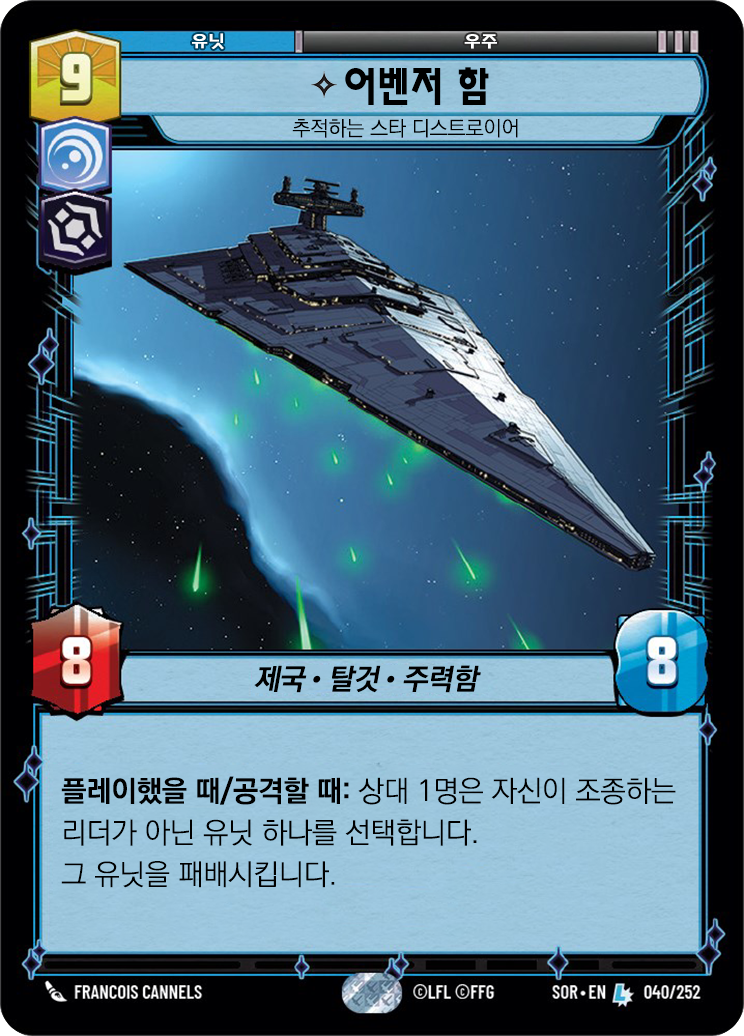 유닛
우주
9
어벤저 함
추적하는 스타 디스트로이어
8
제국 • 탈것 • 주력함
8
플레이했을 때/공격할 때: 상대 1명은 자신이 조종하는
리더가 아닌 유닛 하나를 선택합니다.
그 유닛을 패배시킵니다.
FRANCOIS CANNELS
©LFL ©FFG
SOR • EN
L
040/252